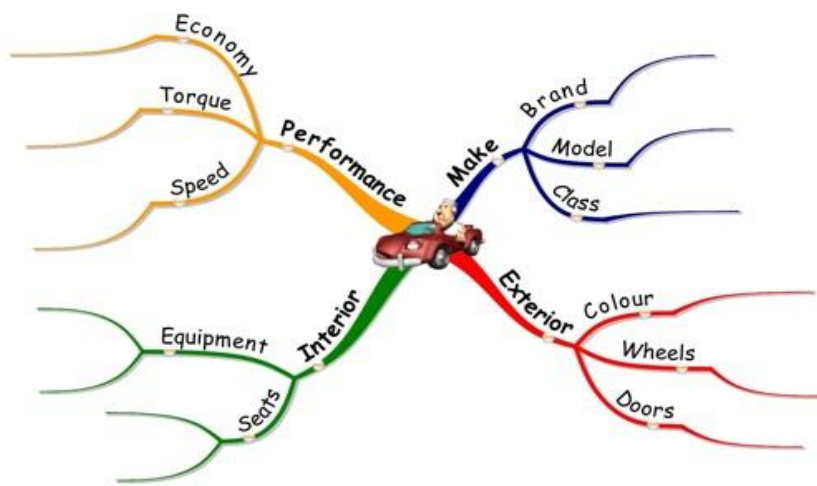 Performance
Economy
Torque
Speed
Make
Brand
Model
Class
Exterior
Colour
Wheels
Doors
Interior
Equipment
Seats